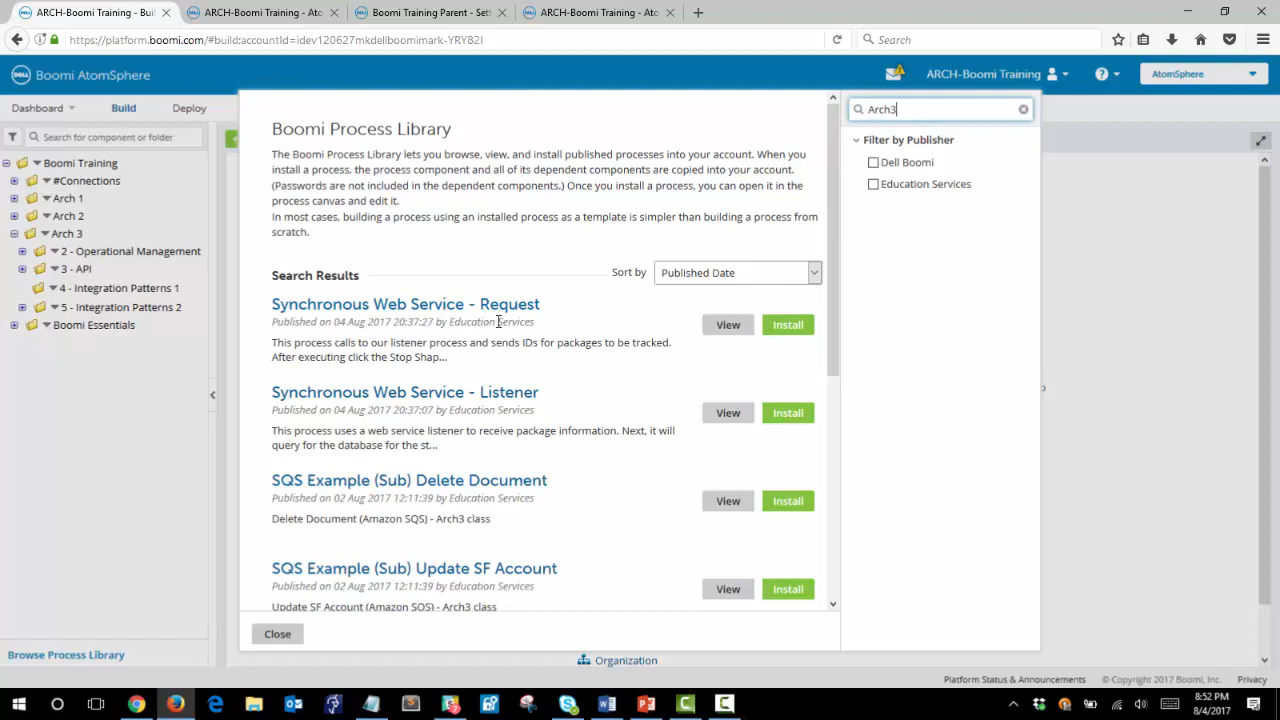 ARCH-Boomi Training - Bui
ARCH-Boomi Training - Ato
Boomi Training Parent - Sett
ARCH-Boomi Training - Ato
https://platform.boomi.com/#build;accountId=idev120627mkdellboomimark-YRY82I
Search
DELL Boomi AtomSphere
ARCH-Boomi Training
AtomSphere
Dashboard
Build
Deploy
Search for component or folder
Boomi Training
#Connections
Arch 1
Arch 2
Arch 3
2 - Operational Management
3 - API
4 - Integration Patterns 1
5 - Integration Patterns 2
Boomi Essentials
Browse Process Library
Boomi Process Library
The Boomi Process Library lets you browse, view, and install published processes into your account. When you
install a process, the process component and all of its dependent components are copied into your account.
(Passwords are not included in the dependent components.) Once you install a process, you can open it in the
process canvas and edit it.
In most cases, building a process using an installed process as a template is simpler than building a process from
scratch.
Search Results
Sort by
Published Date
Synchronous Web Service - Request
Published on 04 Aug 2017 20:37:27 by Education Services
This process calls to our listener process and sends IDs for packages to be tracked.
After executing click the Stop Shap...
View
Install
Synchronous Web Service - Listener
Published on 04 Aug 2017 20:37:07 by Education Services
This process uses a web service listener to receive package information. Next, it will
query for the database for the st...
View
Install
SQS Example (Sub) Delete Document
Published on 02 Aug 2017 12:11:39 by Education Services
Delete Document (Amazon SQS) - Arch3 class
View
Install
SQS Example (Sub) Update SF Account
Published on 02 Aug 2017 12:11:39 by Education Services
Update SF Account (Amazon SQS) - Arch3 class
View
Install
Close
Arch3
Filter by Publisher
Dell Boomi
Education Services
Organization
Platform Status & Announcements
© Copyright 2017 Boomi, Inc.
Privacy
8:52 PM
8/4/2017